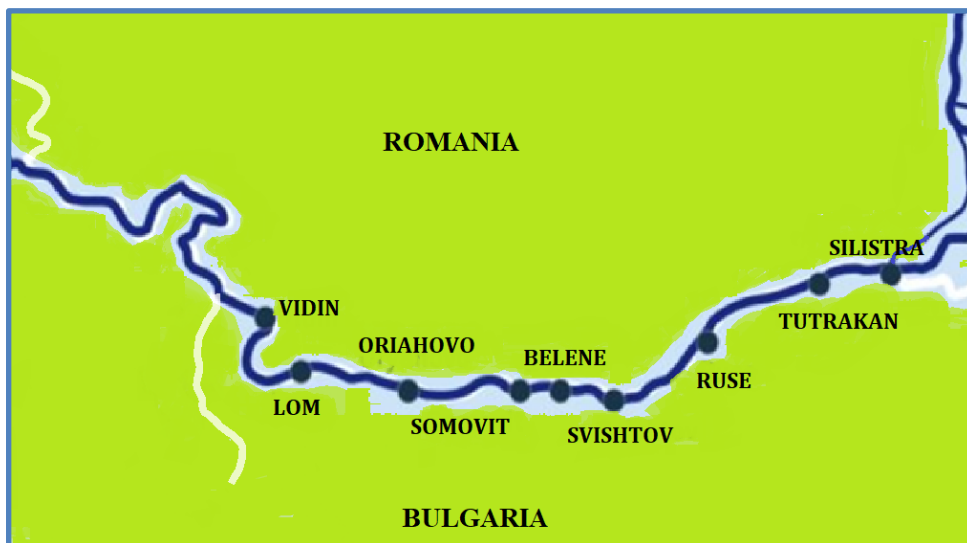 ROMANIA
SILISTRA
VIDIN
TUTRAKAN
ORIAHOVO
BELENE
RUSE
LOM
SOMOVIT
SVISHTOV
BULGARIA